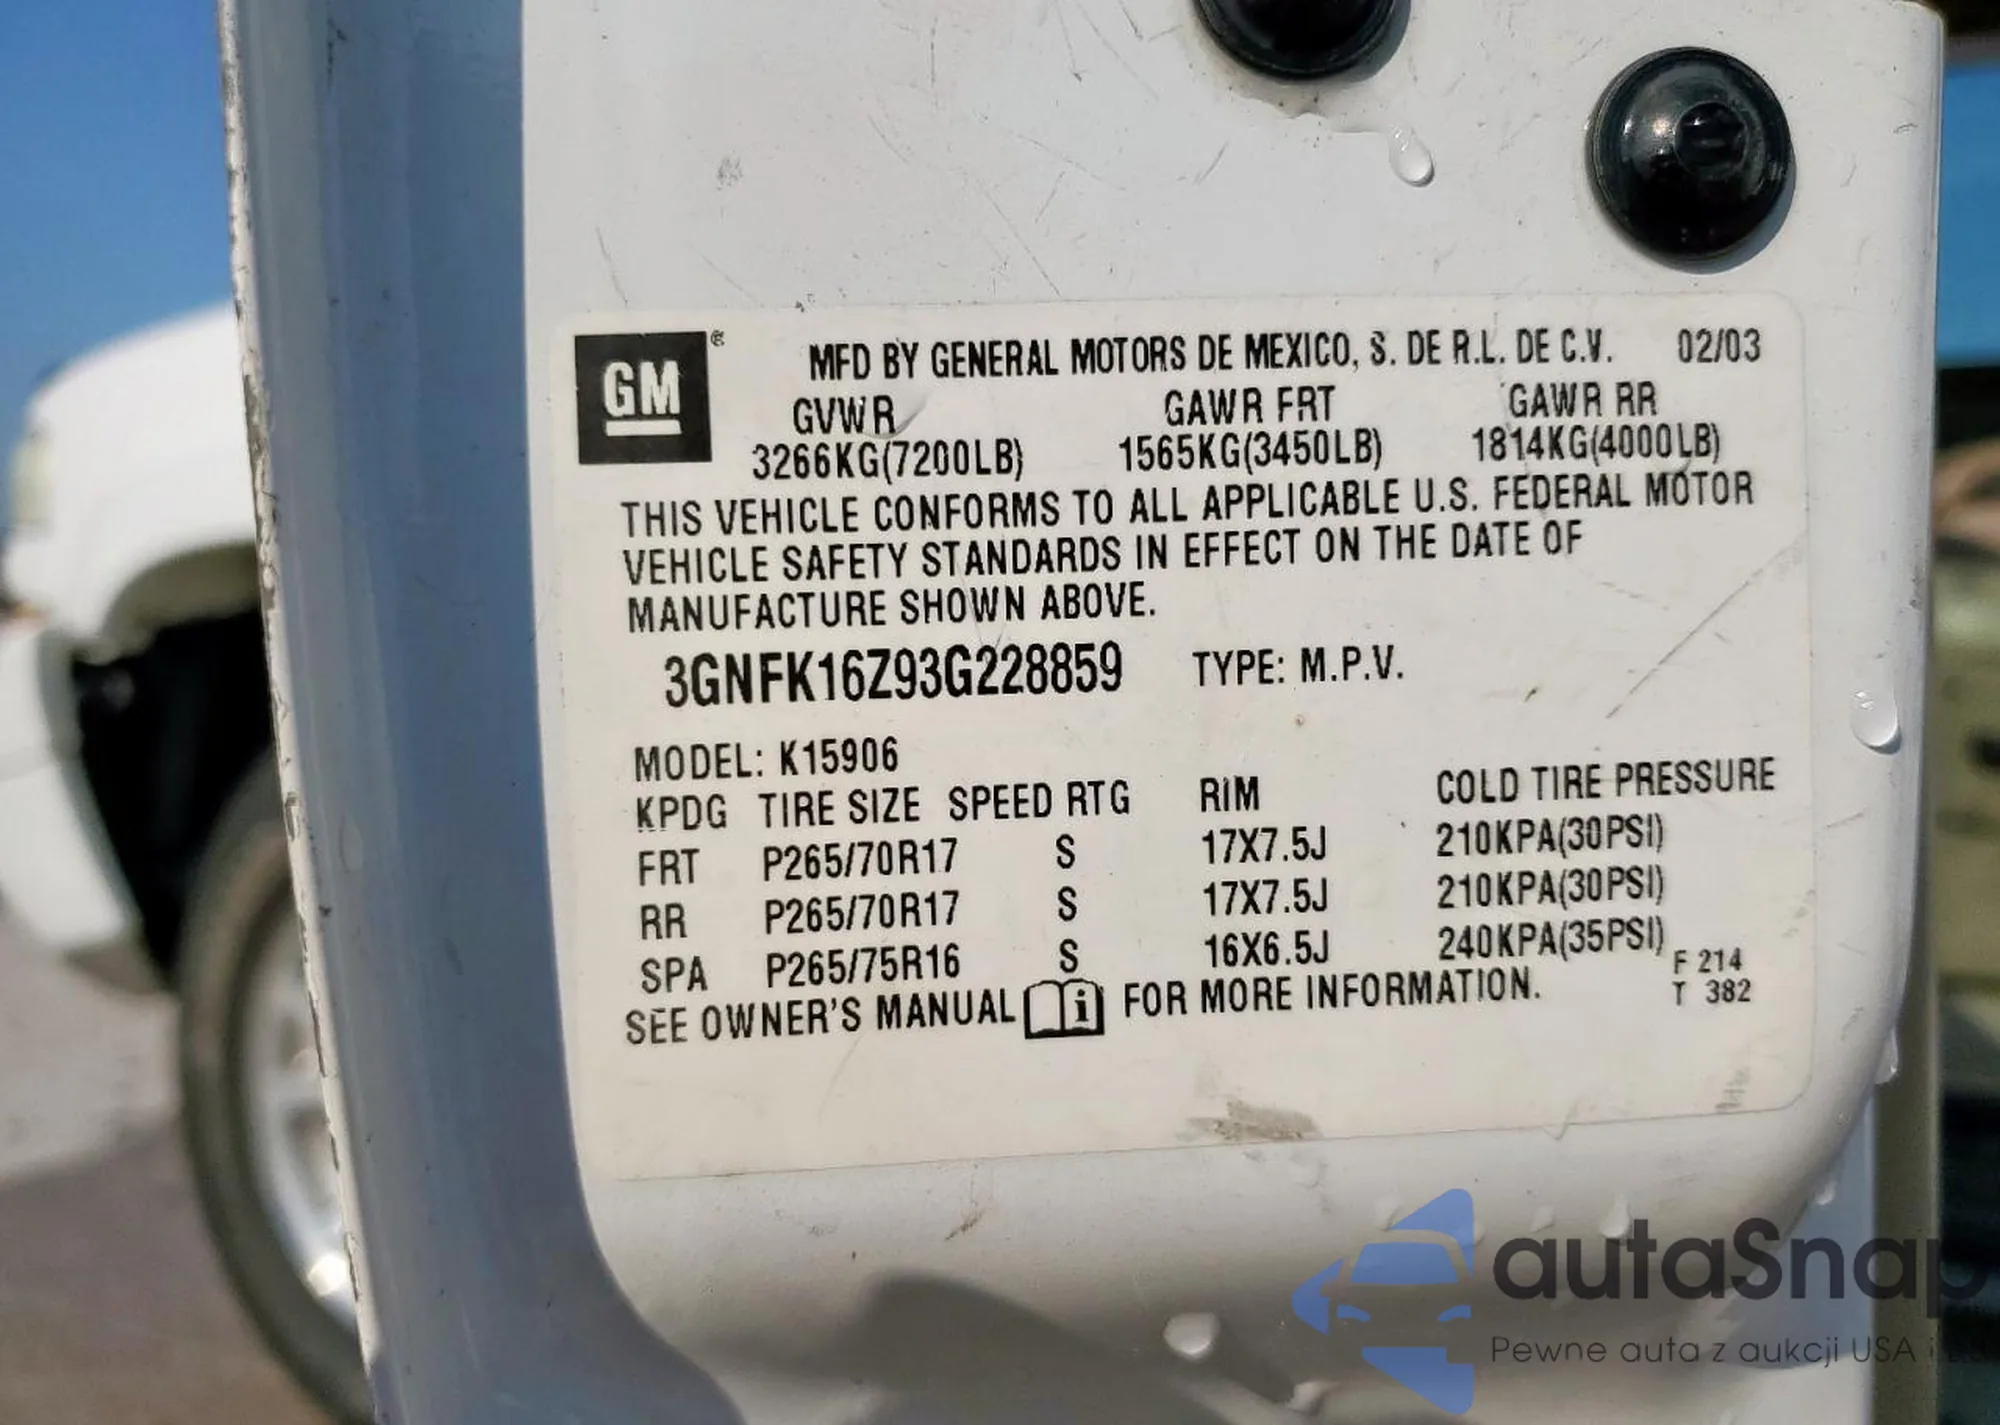 GM ® MFD BY GENERAL MOTORS DE MEXICO, S. DE R.L. DE C.V. 02/03
GVWR GAWR FRT GAWR RR
3266KG(7200LB) 1565KG(3450LB) 1814KG(4000LB)
THIS VEHICLE CONFORMS TO ALL APPLICABLE U.S. FEDERAL MOTOR
VEHICLE SAFETY STANDARDS IN EFFECT ON THE DATE OF
MANUFACTURE SHOWN ABOVE.
3GNFK16Z93G228859 TYPE: M.P.V.
MODEL: K15906
KPDG TIRE SIZE SPEED RTG RIM COLD TIRE PRESSURE
FRT P265/70R17 S 17X7.5J 210KPA(30PSI)
RR P265/70R17 S 17X7.5J 210KPA(30PSI)
SPA P265/75R16 S 16X6.5J 240KPA(35PSI)
F 214
T 382
SEE OWNER'S MANUAL i FOR MORE INFORMATION.
autaSnap
Pewne auta z aukcji USA i